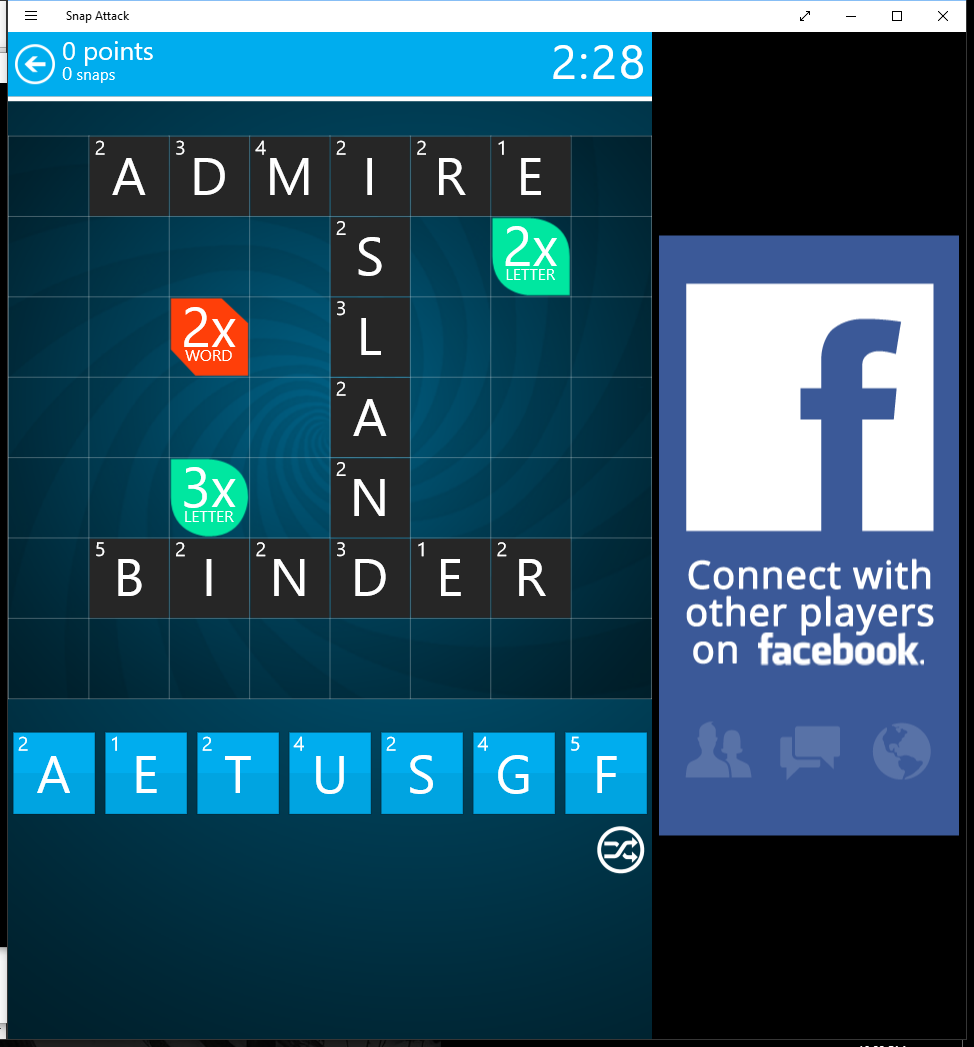 Snap Attack
0 points
0 snaps
2:28
2 A 3 D 4 M 2 I 2 R 1 E
2 S
2x
LETTER
2x
WORD
3 L
2 A
3x
LETTER
2 N
5 B 2 I 2 N 3 D 1 E 2 R
2 A 1 E 2 T 4 U 2 S 4 G 5 F
f
Connect with
other players
on facebook.